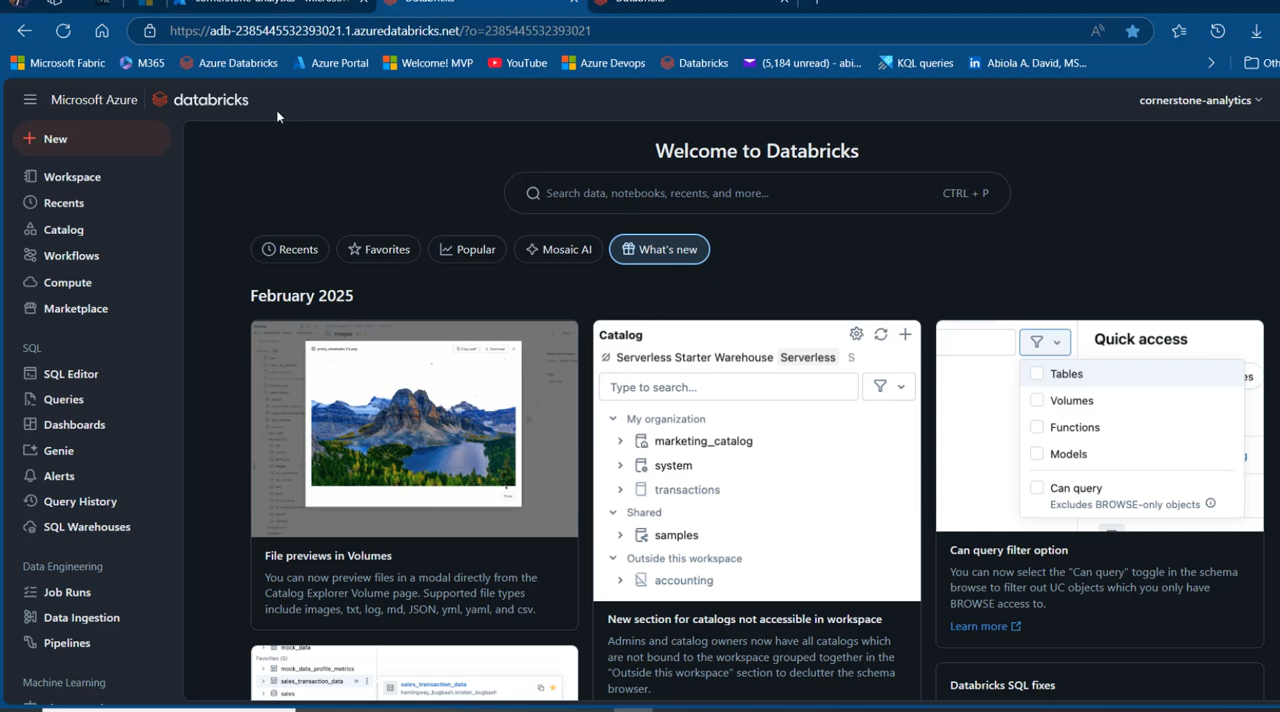 https://adb-2385445532393021.1.azuredatabricks.net/?o=2385445532393021
Microsoft Fabric
M365
Azure Databricks
Azure Portal
Welcome! MVP
YouTube
Azure Devops
Databricks
(5,184 unread) - abi...
KQL queries
Abiola A. David, MS...
Microsoft Azure
databricks
cornerstone-analytics
New
Workspace
Recents
Catalog
Workflows
Compute
Marketplace
SQL
SQL Editor
Queries
Dashboards
Genie
Alerts
Query History
SQL Warehouses
Data Engineering
Job Runs
Data Ingestion
Pipelines
Machine Learning
Welcome to Databricks
Search data, notebooks, recents, and more...
CTRL + P
Recents
Favorites
Popular
Mosaic AI
What's new
February 2025
File previews in Volumes
You can now preview files in a modal directly from the
Catalog Explorer Volume page. Supported file types
include images, txt, log, md, JSON, yml, yaml, and csv.
mock_data
mock_data_profile_metrics
sales_transaction_data
sales
sales_transaction_data
Catalog
Serverless Starter Warehouse Serverless S
Type to search...
My organization
marketing_catalog
system
transactions
Shared
samples
Outside this workspace
accounting
New section for catalogs not accessible in workspace
Admins and catalog owners now have all catalogs which
are not bound to the workspace grouped together in the
"Outside this workspace" section to declutter the schema
browser.
Quick access
Tables
Volumes
Functions
Models
Can query
Excludes BROWSE-only objects
Can query filter option
You can now select the "Can query" toggle in the schema
browse to filter out UC objects which you only have
BROWSE access to.
Learn more
Databricks SQL fixes